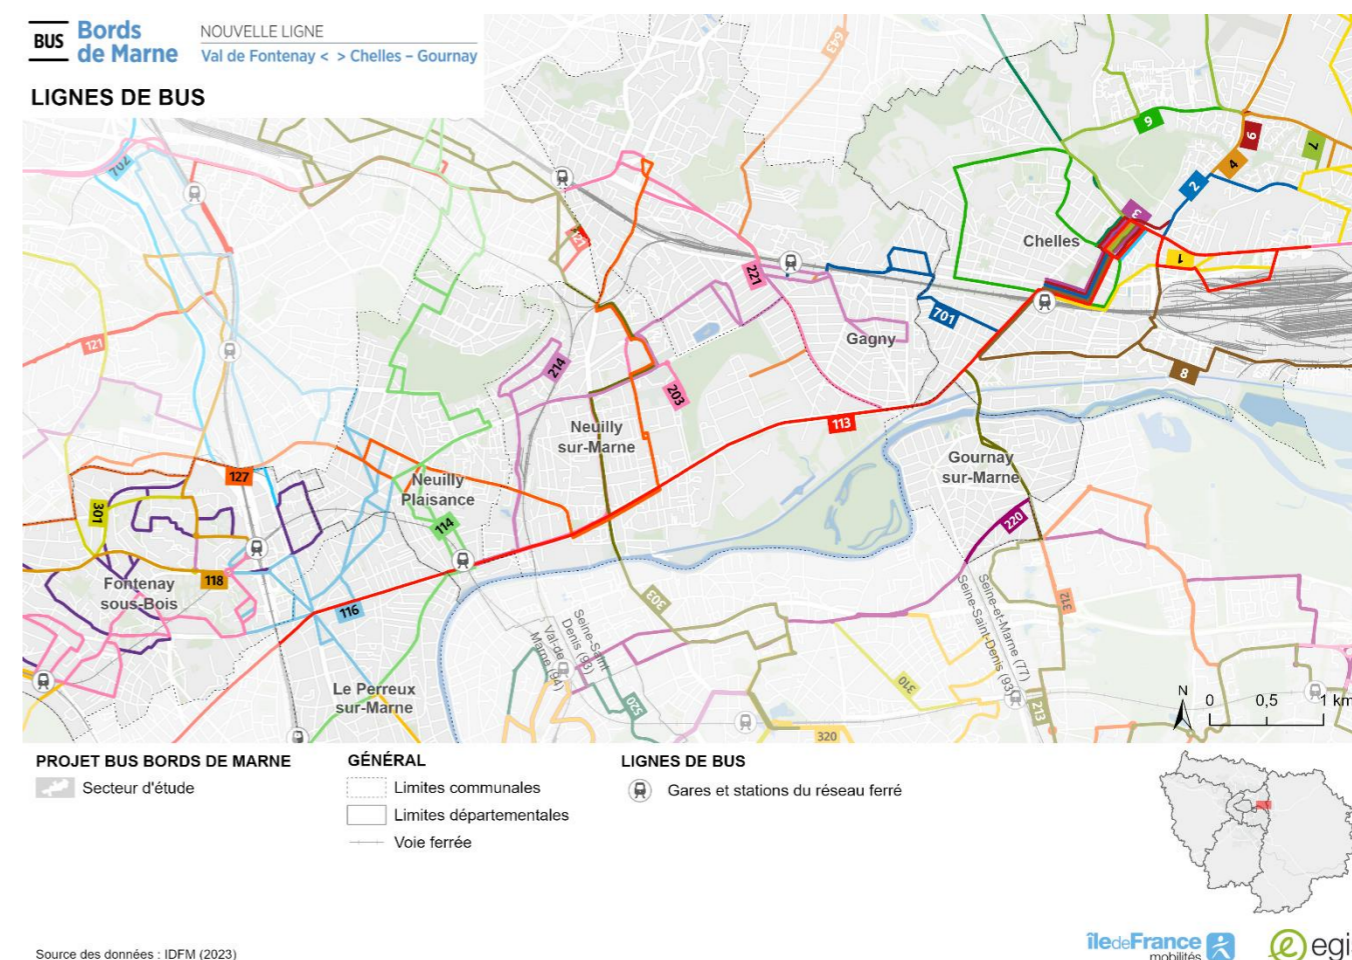 BUS Bords de Marne
NOUVELLE LIGNE
Val de Fontenay < > Chelles – Gournay
LIGNES DE BUS
643
6
9
7
4
2
3
Chelles
1
702
121
221
701
Gagny
121
214
203
8
Neuilly
sur-Marne
113
127
Neuilly
Plaisance
Gournay
sur-Marne
301
114
220
118
Fontenay
sous-Bois
116
303
312
Seine-Saint
Denis (93)
Val-de
Marne (94)
Seine-et-Marne (77)
Seine-Saint-Denis (93)
Le Perreux
sur-Marne
520
310
213
320
N
0 0,5 1 km
PROJET BUS BORDS DE MARNE
Secteur d'étude
GÉNÉRAL
Limites communales
Limites départementales
Voie ferrée
LIGNES DE BUS
Gares et stations du réseau ferré
Source des données : IDFM (2023)
îledeFrance
mobilités
egis